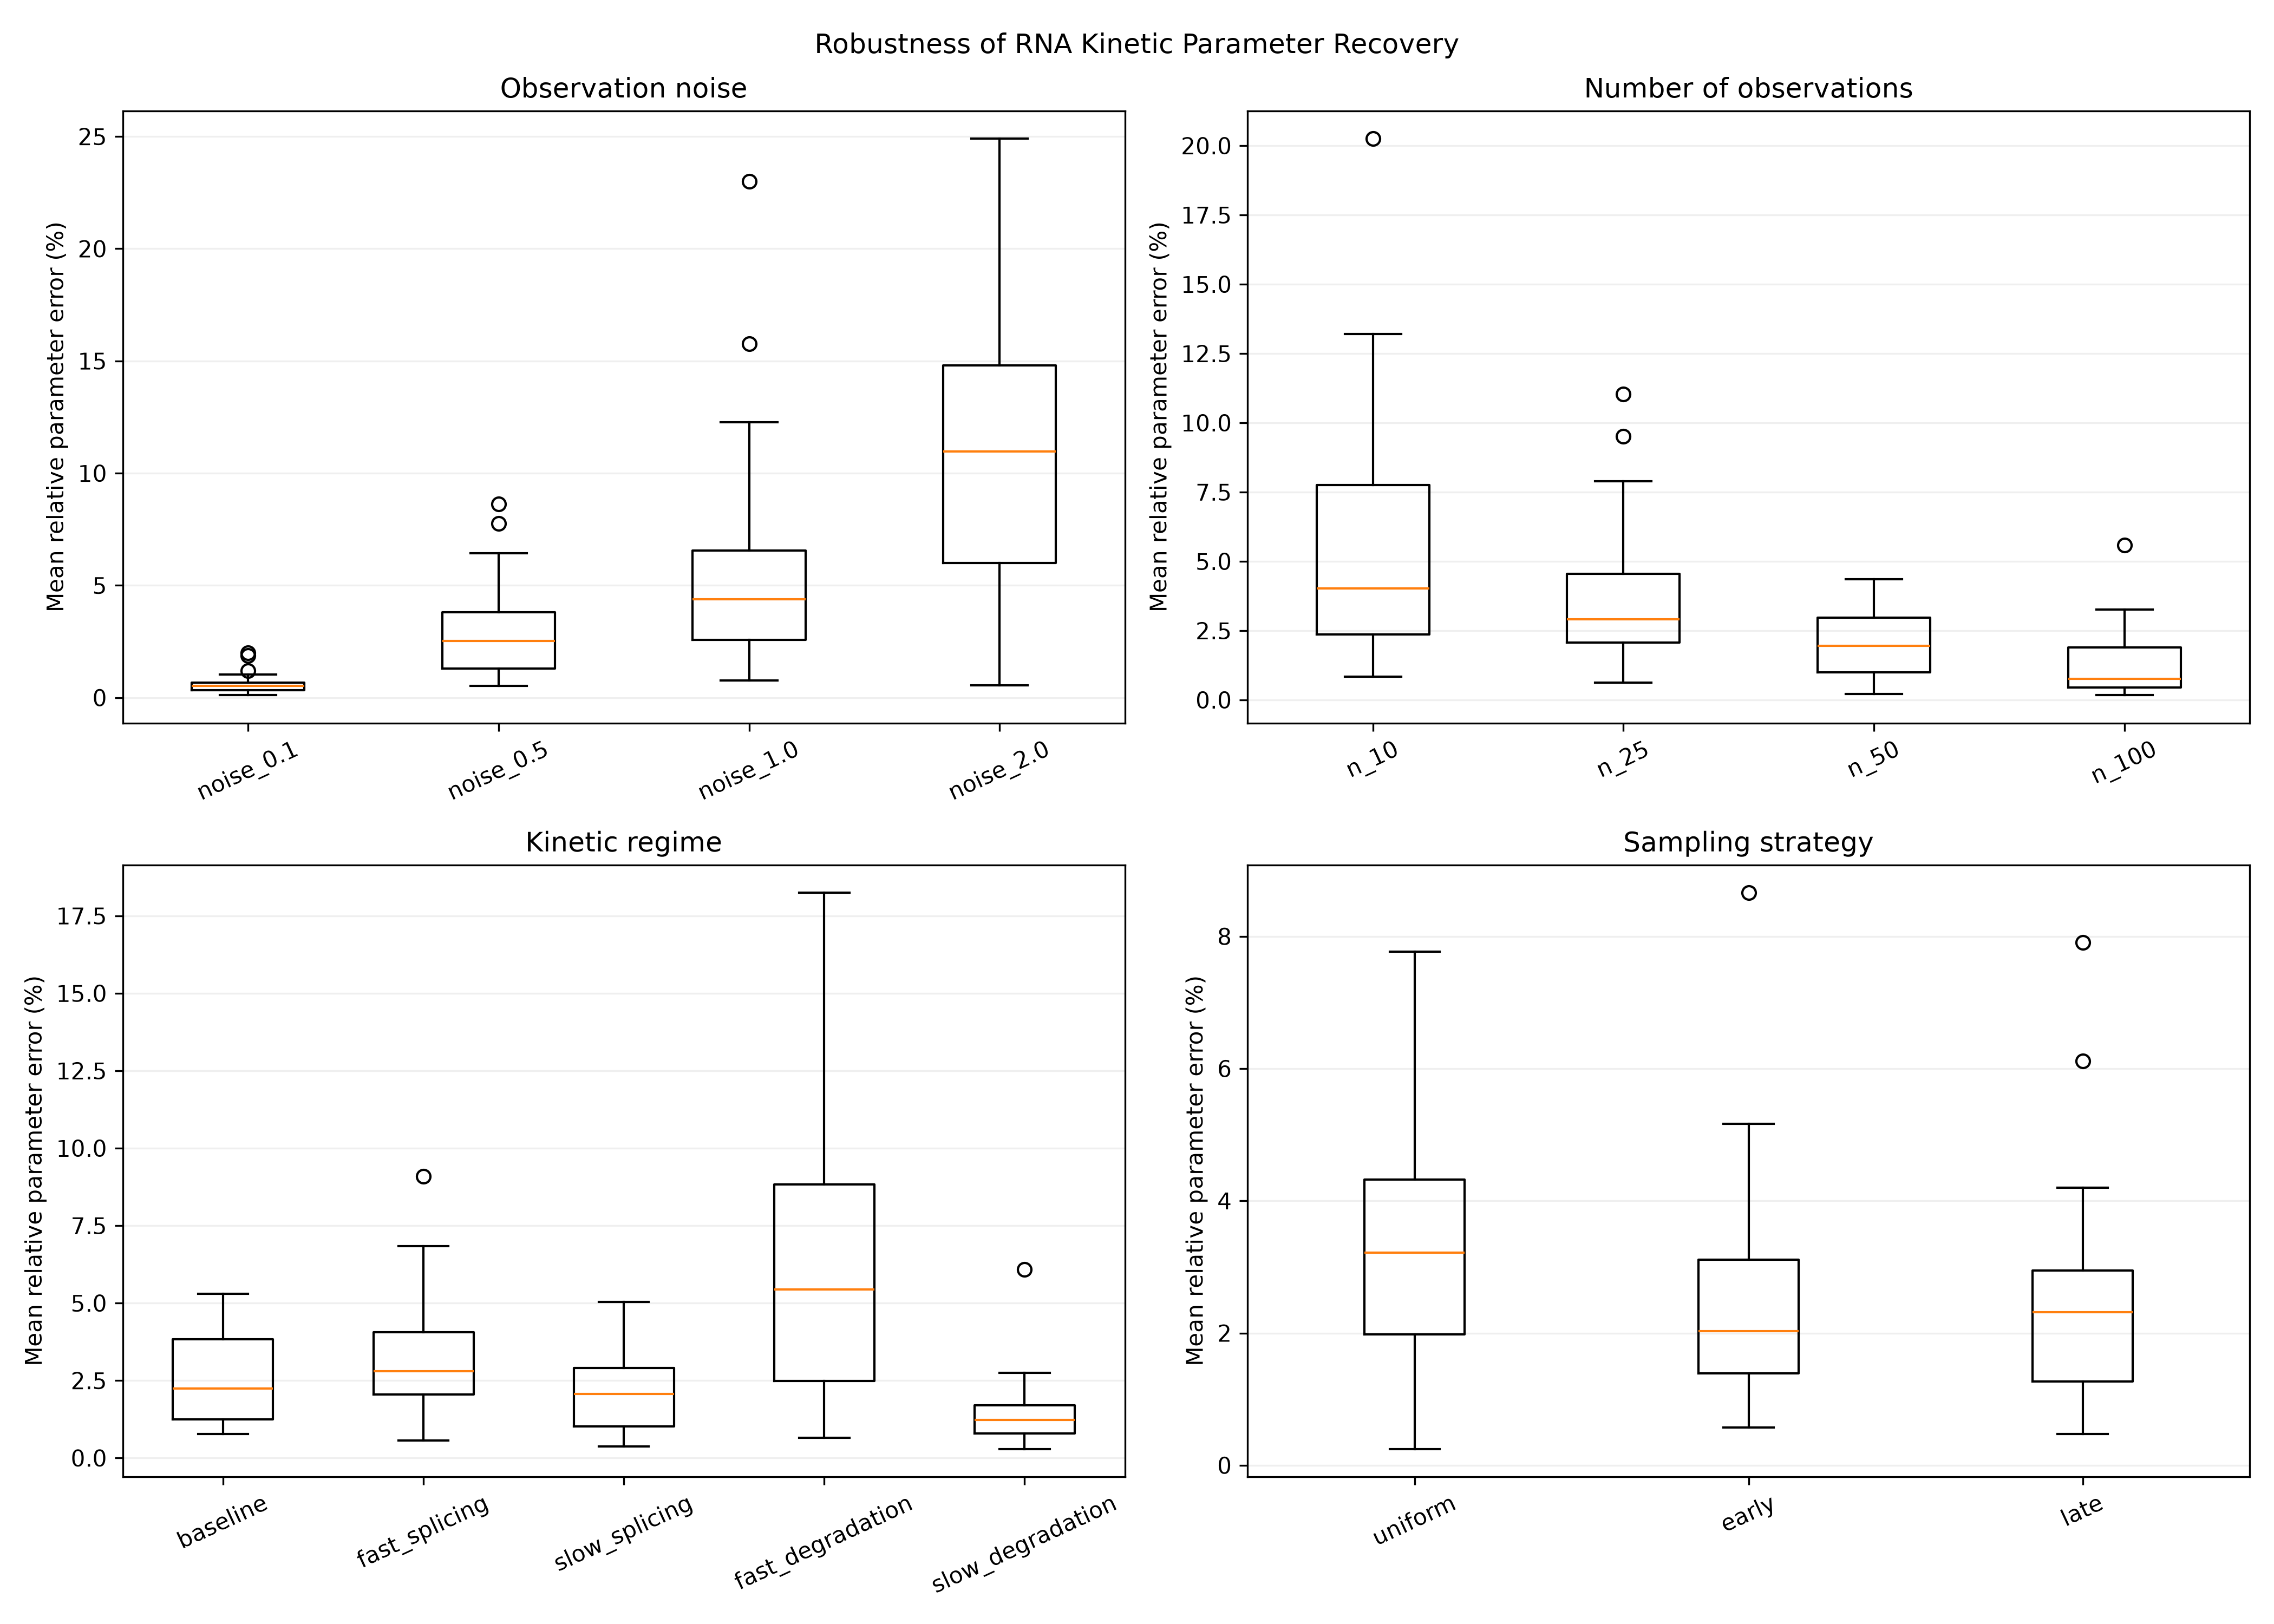 Robustness of RNA Kinetic Parameter Recovery
Observation noise
Mean relative parameter error (%)
25
20
15
10
5
0
noise_0.1
noise_0.5
noise_1.0
noise_2.0
Number of observations
Mean relative parameter error (%)
20.0
17.5
15.0
12.5
10.0
7.5
5.0
2.5
0.0
n_10
n_25
n_50
n_100
Kinetic regime
Mean relative parameter error (%)
17.5
15.0
12.5
10.0
7.5
5.0
2.5
0.0
baseline
fast_splicing
slow_splicing
fast_degradation
slow_degradation
Sampling strategy
Mean relative parameter error (%)
8
6
4
2
0
uniform
early
late